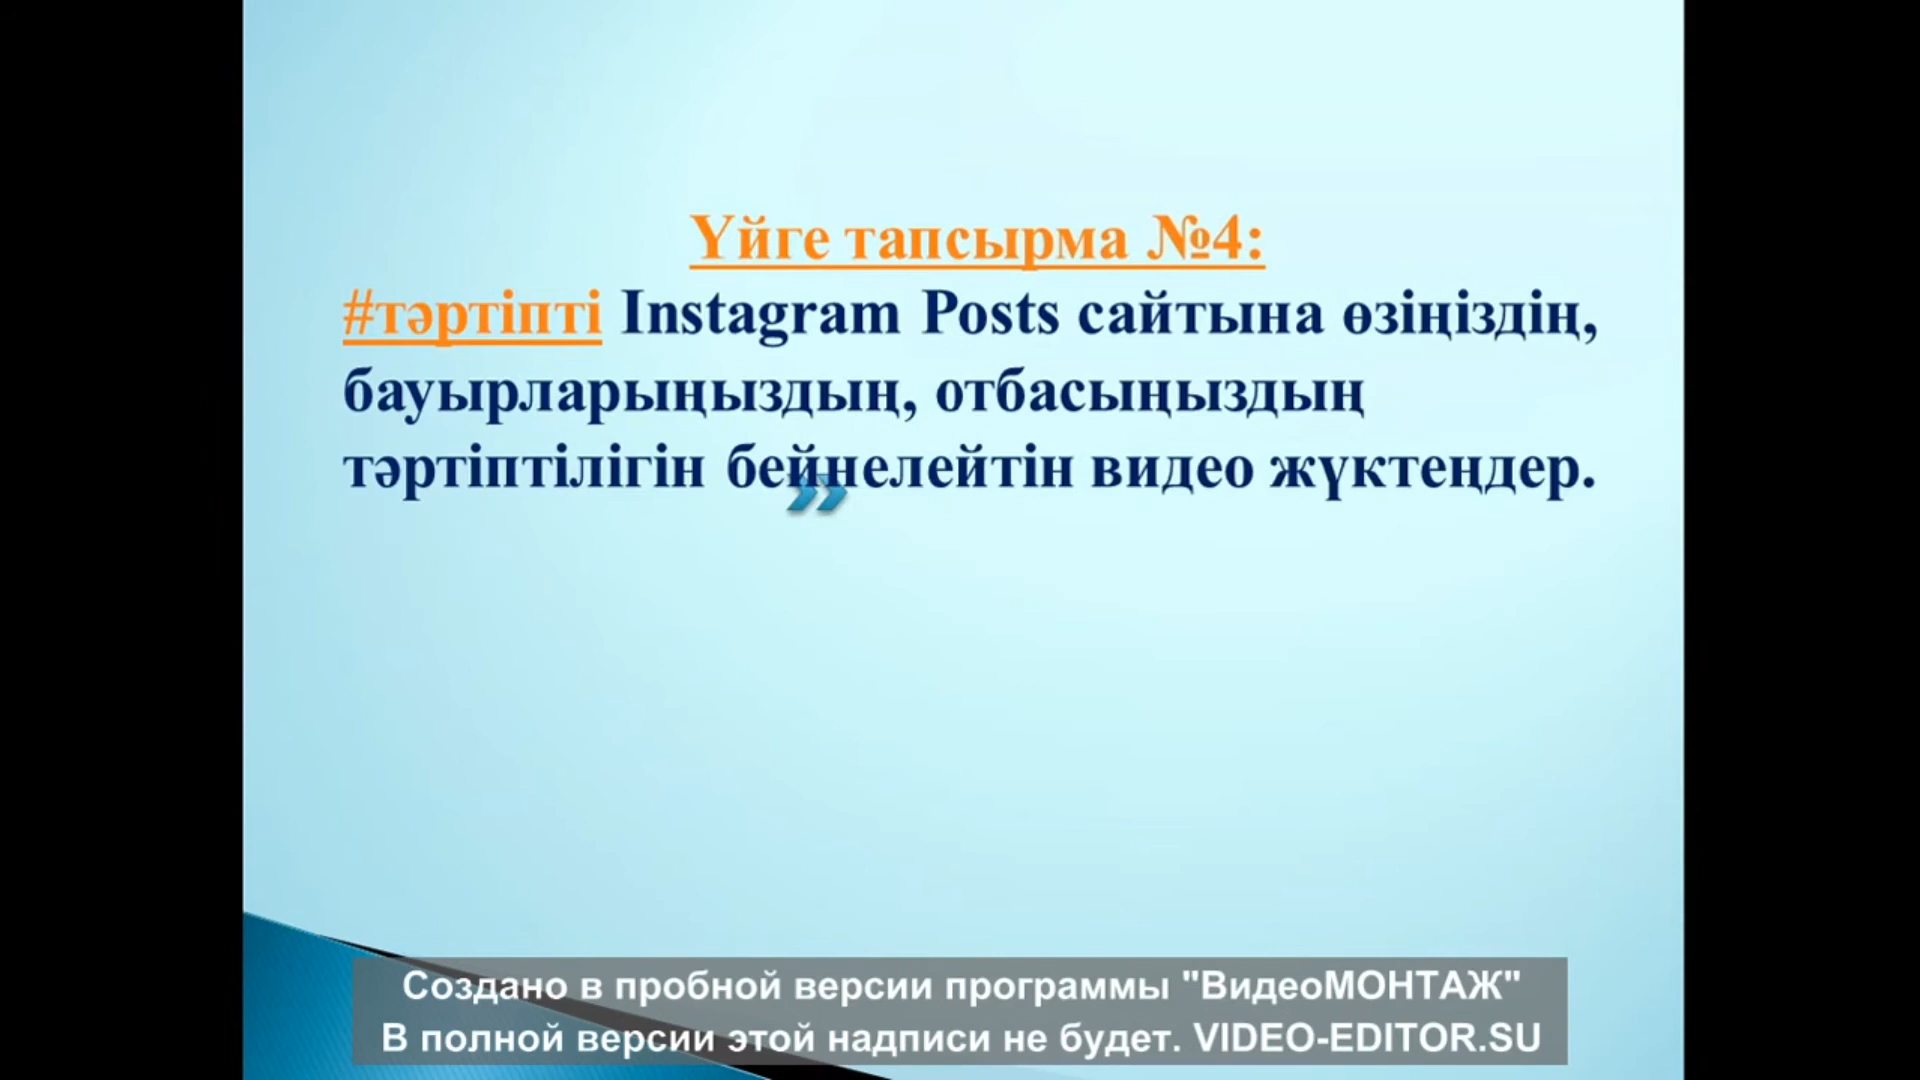 Үйге тапсырма №4:
#тәртіпті Instagram Posts сайтына өзіңіздің,
бауырларыңыздың, отбасыңыздың
тәртіптілігін бейнелейтін видео жүктеңдер.
Создано в пробной версии программы "ВидеоМОНТАЖ"
В полной версии этой надписи не будет. VIDEO-EDITOR.SU